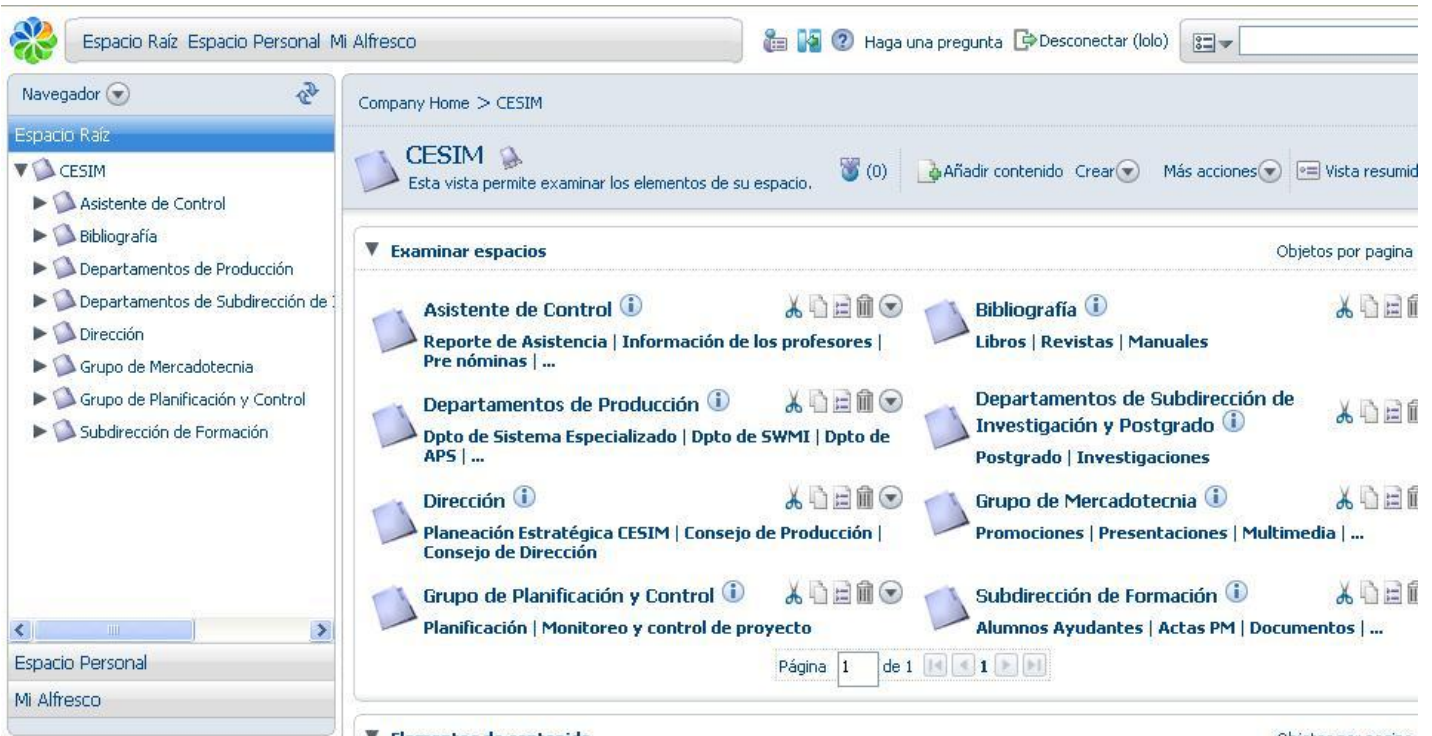 Espacio Raíz Espacio Personal Mi Alfresco
Haga una pregunta
Desconectar (lolo)
Navegador
Espacio Raíz
CESIM
Asistente de Control
Bibliografía
Departamentos de Producción
Departamentos de Subdirección de
Dirección
Grupo de Mercadotecnia
Grupo de Planificación y Control
Subdirección de Formación
Espacio Personal
Mi Alfresco
Company Home > CESIM
CESIM
Esta vista permite examinar los elementos de su espacio.
(0)
Añadir contenido
Crear
Más acciones
Vista resumid
Examinar espacios
Objetos por pagina
Asistente de Control
Reporte de Asistencia | Información de los profesores |
Pre nóminas | ...
Bibliografía
Libros | Revistas | Manuales
Departamentos de Producción
Dpto de Sistema Especializado | Dpto de SWMI | Dpto de
APS | ...
Departamentos de Subdirección de
Investigación y Postgrado
Postgrado | Investigaciones
Dirección
Planeación Estratégica CESIM | Consejo de Producción |
Consejo de Dirección
Grupo de Mercadotecnia
Promociones | Presentaciones | Multimedia | ...
Grupo de Planificación y Control
Planificación | Monitoreo y control de proyecto
Subdirección de Formación
Alumnos Ayudantes | Actas PM | Documentos | ...
Página 1 de 1 1
Elementos de contenido
Objetos por pagina